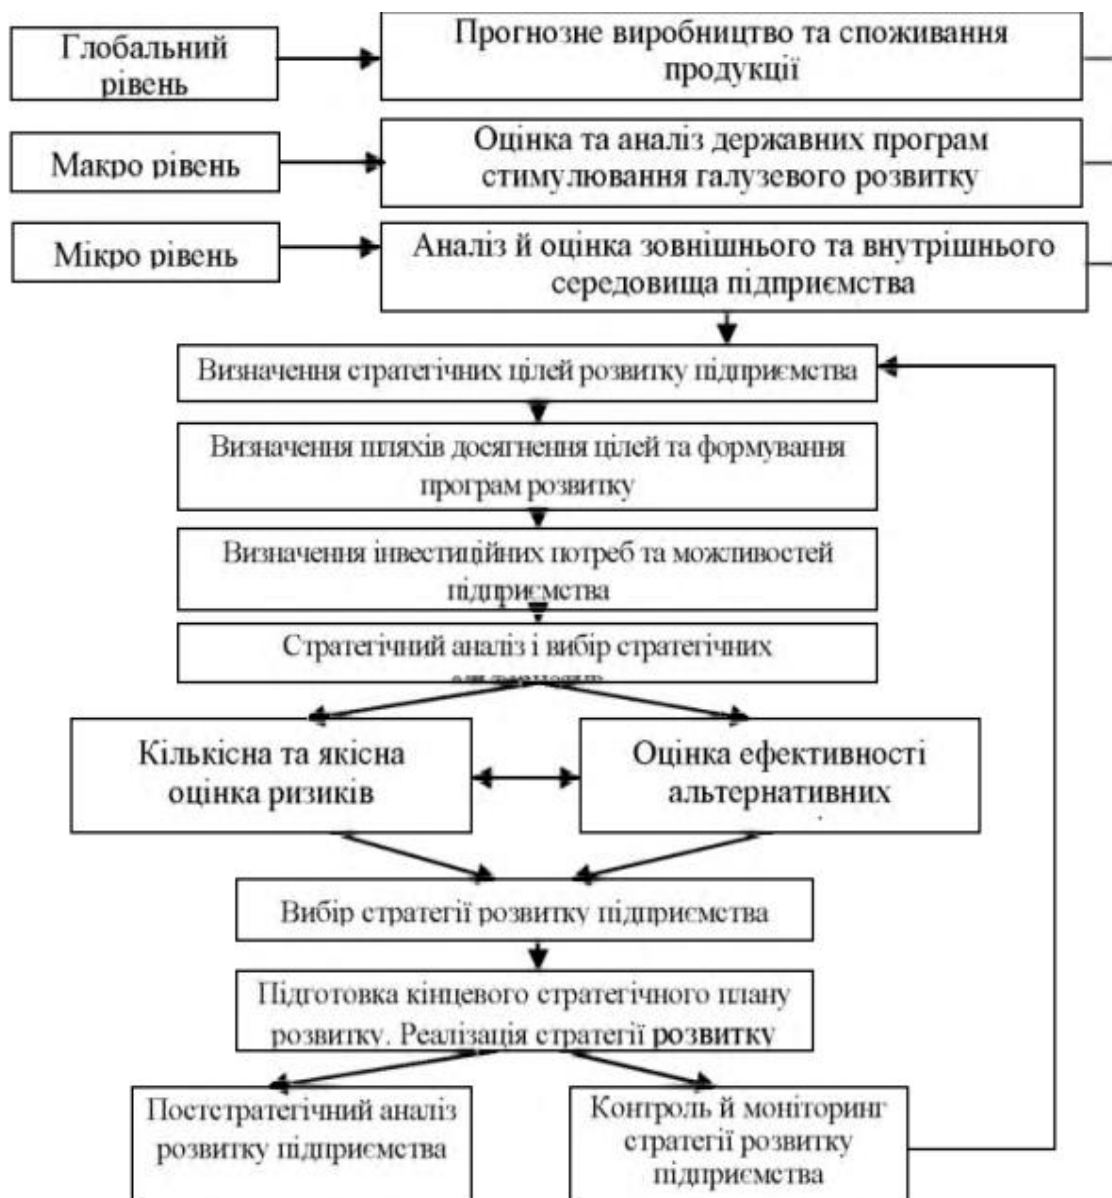 Глобальний
рівень
Прогнозне виробництво та споживання
продукції
Макро рівень
Оцінка та аналіз державних програм
стимулювання галузевого розвитку
Мікро рівень
Аналіз й оцінка зовнішнього та внутрішнього
середовища підприємства
Визначення стратегічних цілей розвитку підприємства
Визначення шляхів досягнення цілей та формування
програм розвитку
Визначення інвестиційних потреб та можливостей
підприємства
Стратегічний аналіз і вибір стратегічних
Кількісна та якісна
оцінка ризиків
Оцінка ефективності
альтернативних
Вибір стратегії розвитку підприємства
Підготовка кінцевого стратегічного плану
розвитку. Реалізація стратегії розвитку
Постстратегічний аналіз
розвитку підприємства
Контроль й моніторинг
стратегії розвитку
підприємства